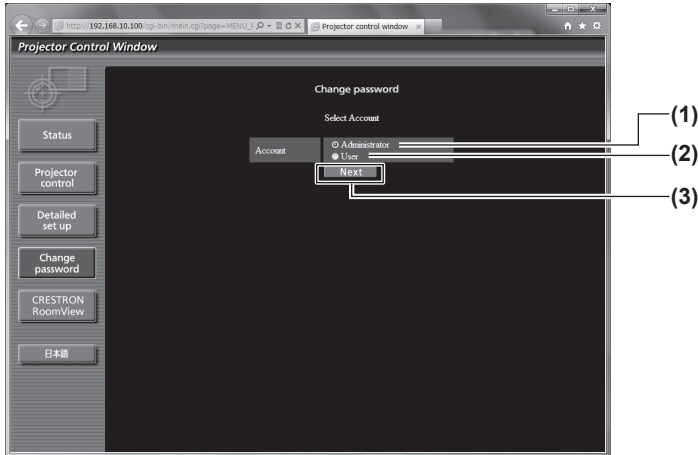 http://192.168.10.100/cgi-bin/main.cgi?page=MENU_
Projector control window
Projector Control Window
Change password
Select Account
Account
Administrator
User
Next
Status
Projector
control
Detailed
set up
Change
password
CRESTRON
RoomView
日本語
(1)
(2)
(3)